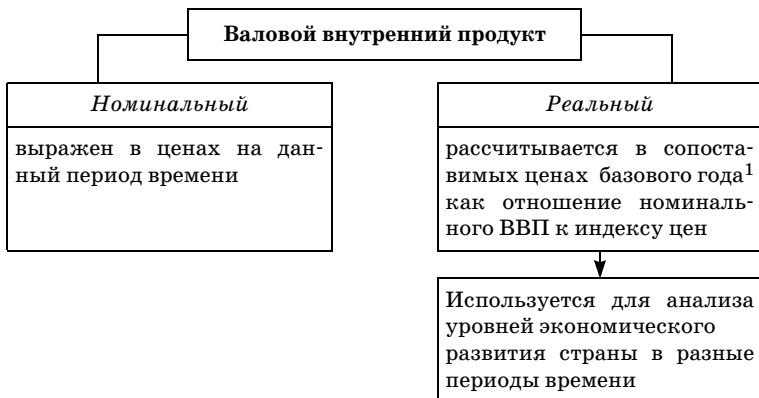 Валовой внутренний продукт
Номинальный
выражен в ценах на дан-
ный период времени
Реальный
рассчитывается в сопоста-
вимых ценах базового года1
как отношение номиналь-
ного ВВП к индексу цен
Используется для анализа
уровней экономического
развития страны в разные
периоды времени